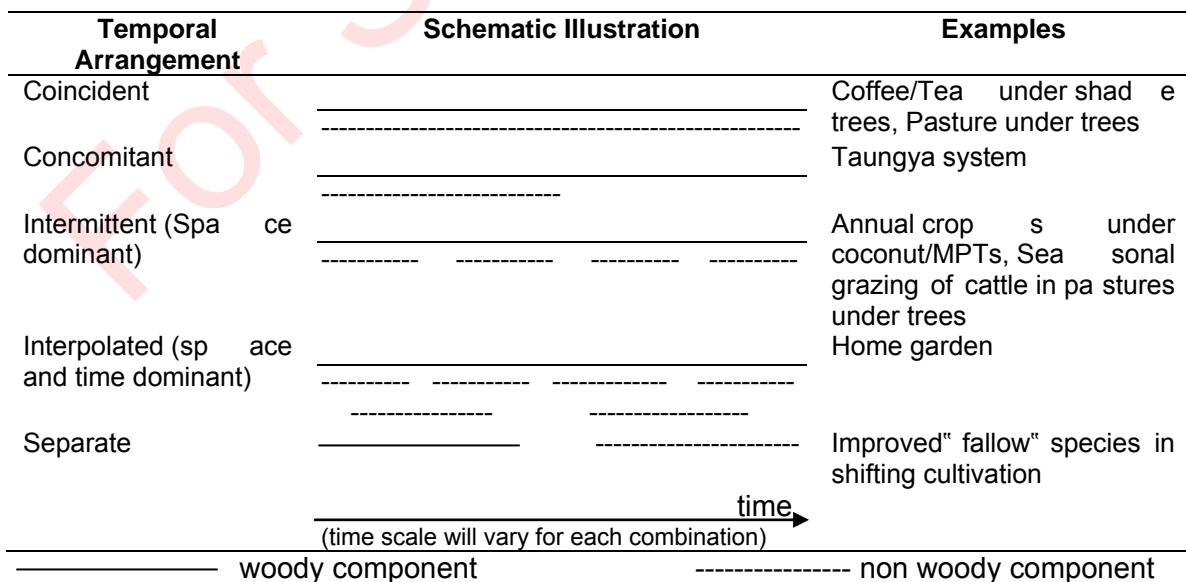 Temporal Arrangement Schematic Illustration Examples
Coincident Coffee/Tea under shad e
trees, Pasture under trees
Concomitant Taungya system
Intermittent (Spa ce Annual crop s under
dominant) coconut/MPTs, Sea sonal
grazing of cattle in pa stures
under trees
Interpolated (sp ace Home garden
and time dominant)
Separate Improved‟ fallow‟ species in
shifting cultivation
time
(time scale will vary for each combination)
woody component non woody component
For S